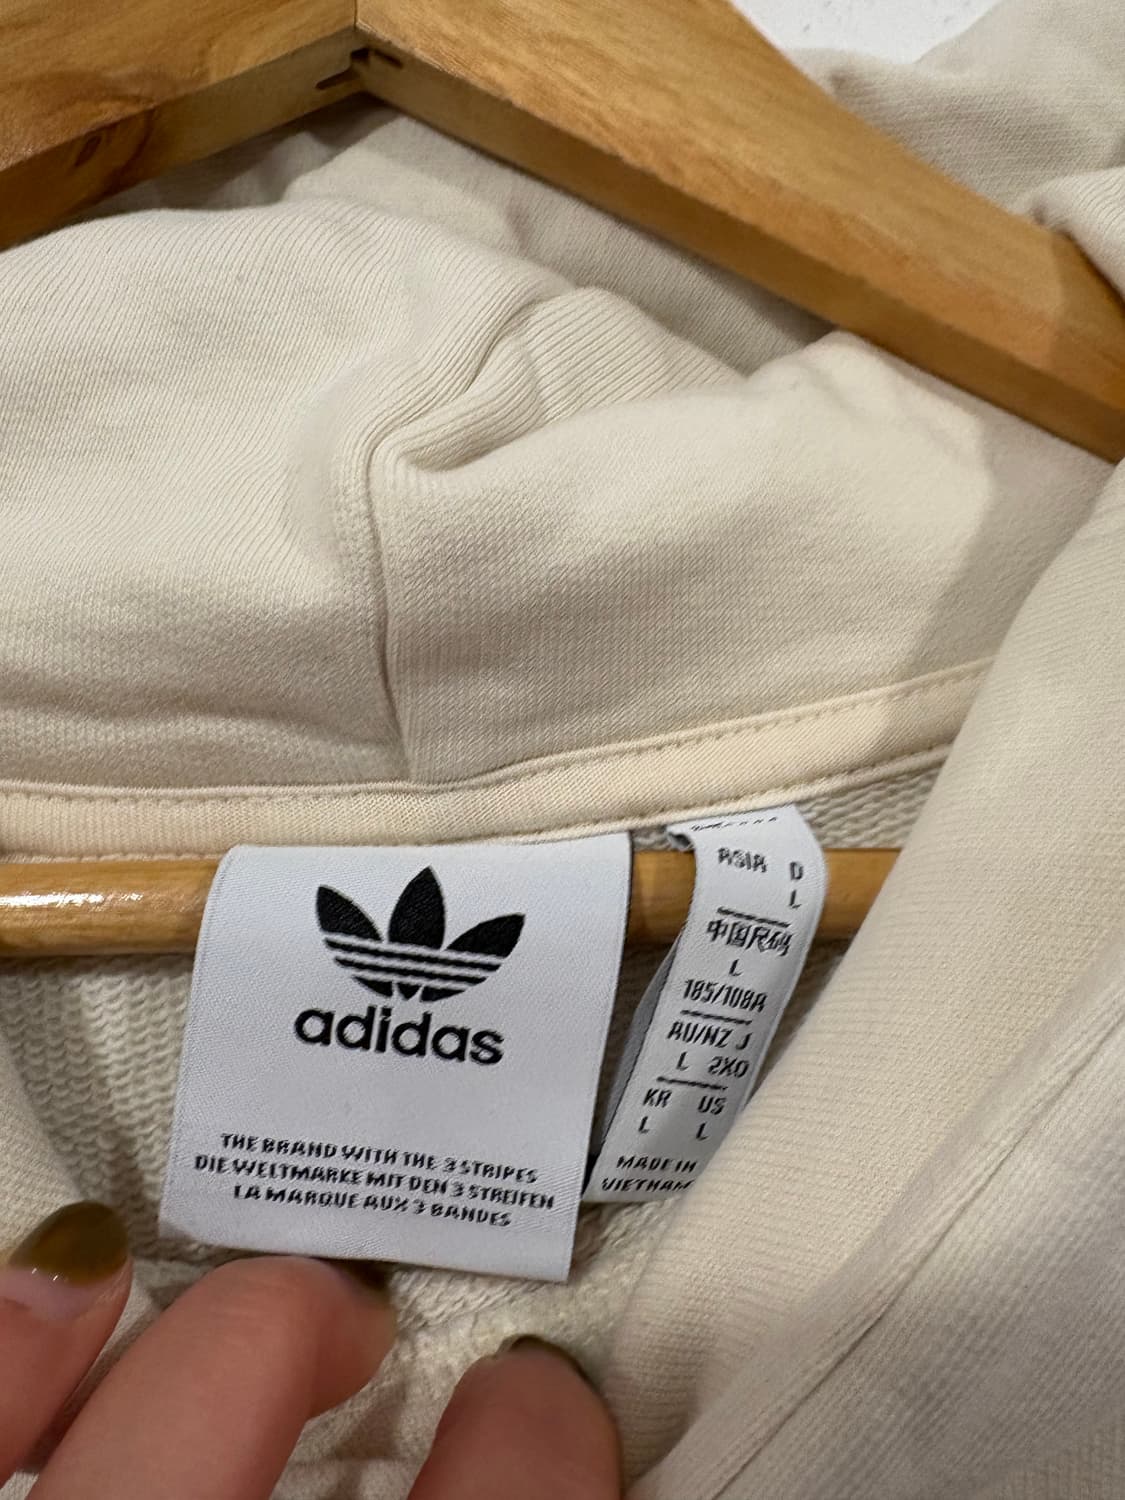 adidas
THE BRAND WITH THE 3 STRIPES
DIE WELTMARKE MIT DEN 3 STREIFEN
LA MARQUE AUX 3 BANDES
ASIA D
L
中国尺码
L
185/108A
AU/NZ J
L 2XO
KR US
L L
MADE IN
VIETNAM